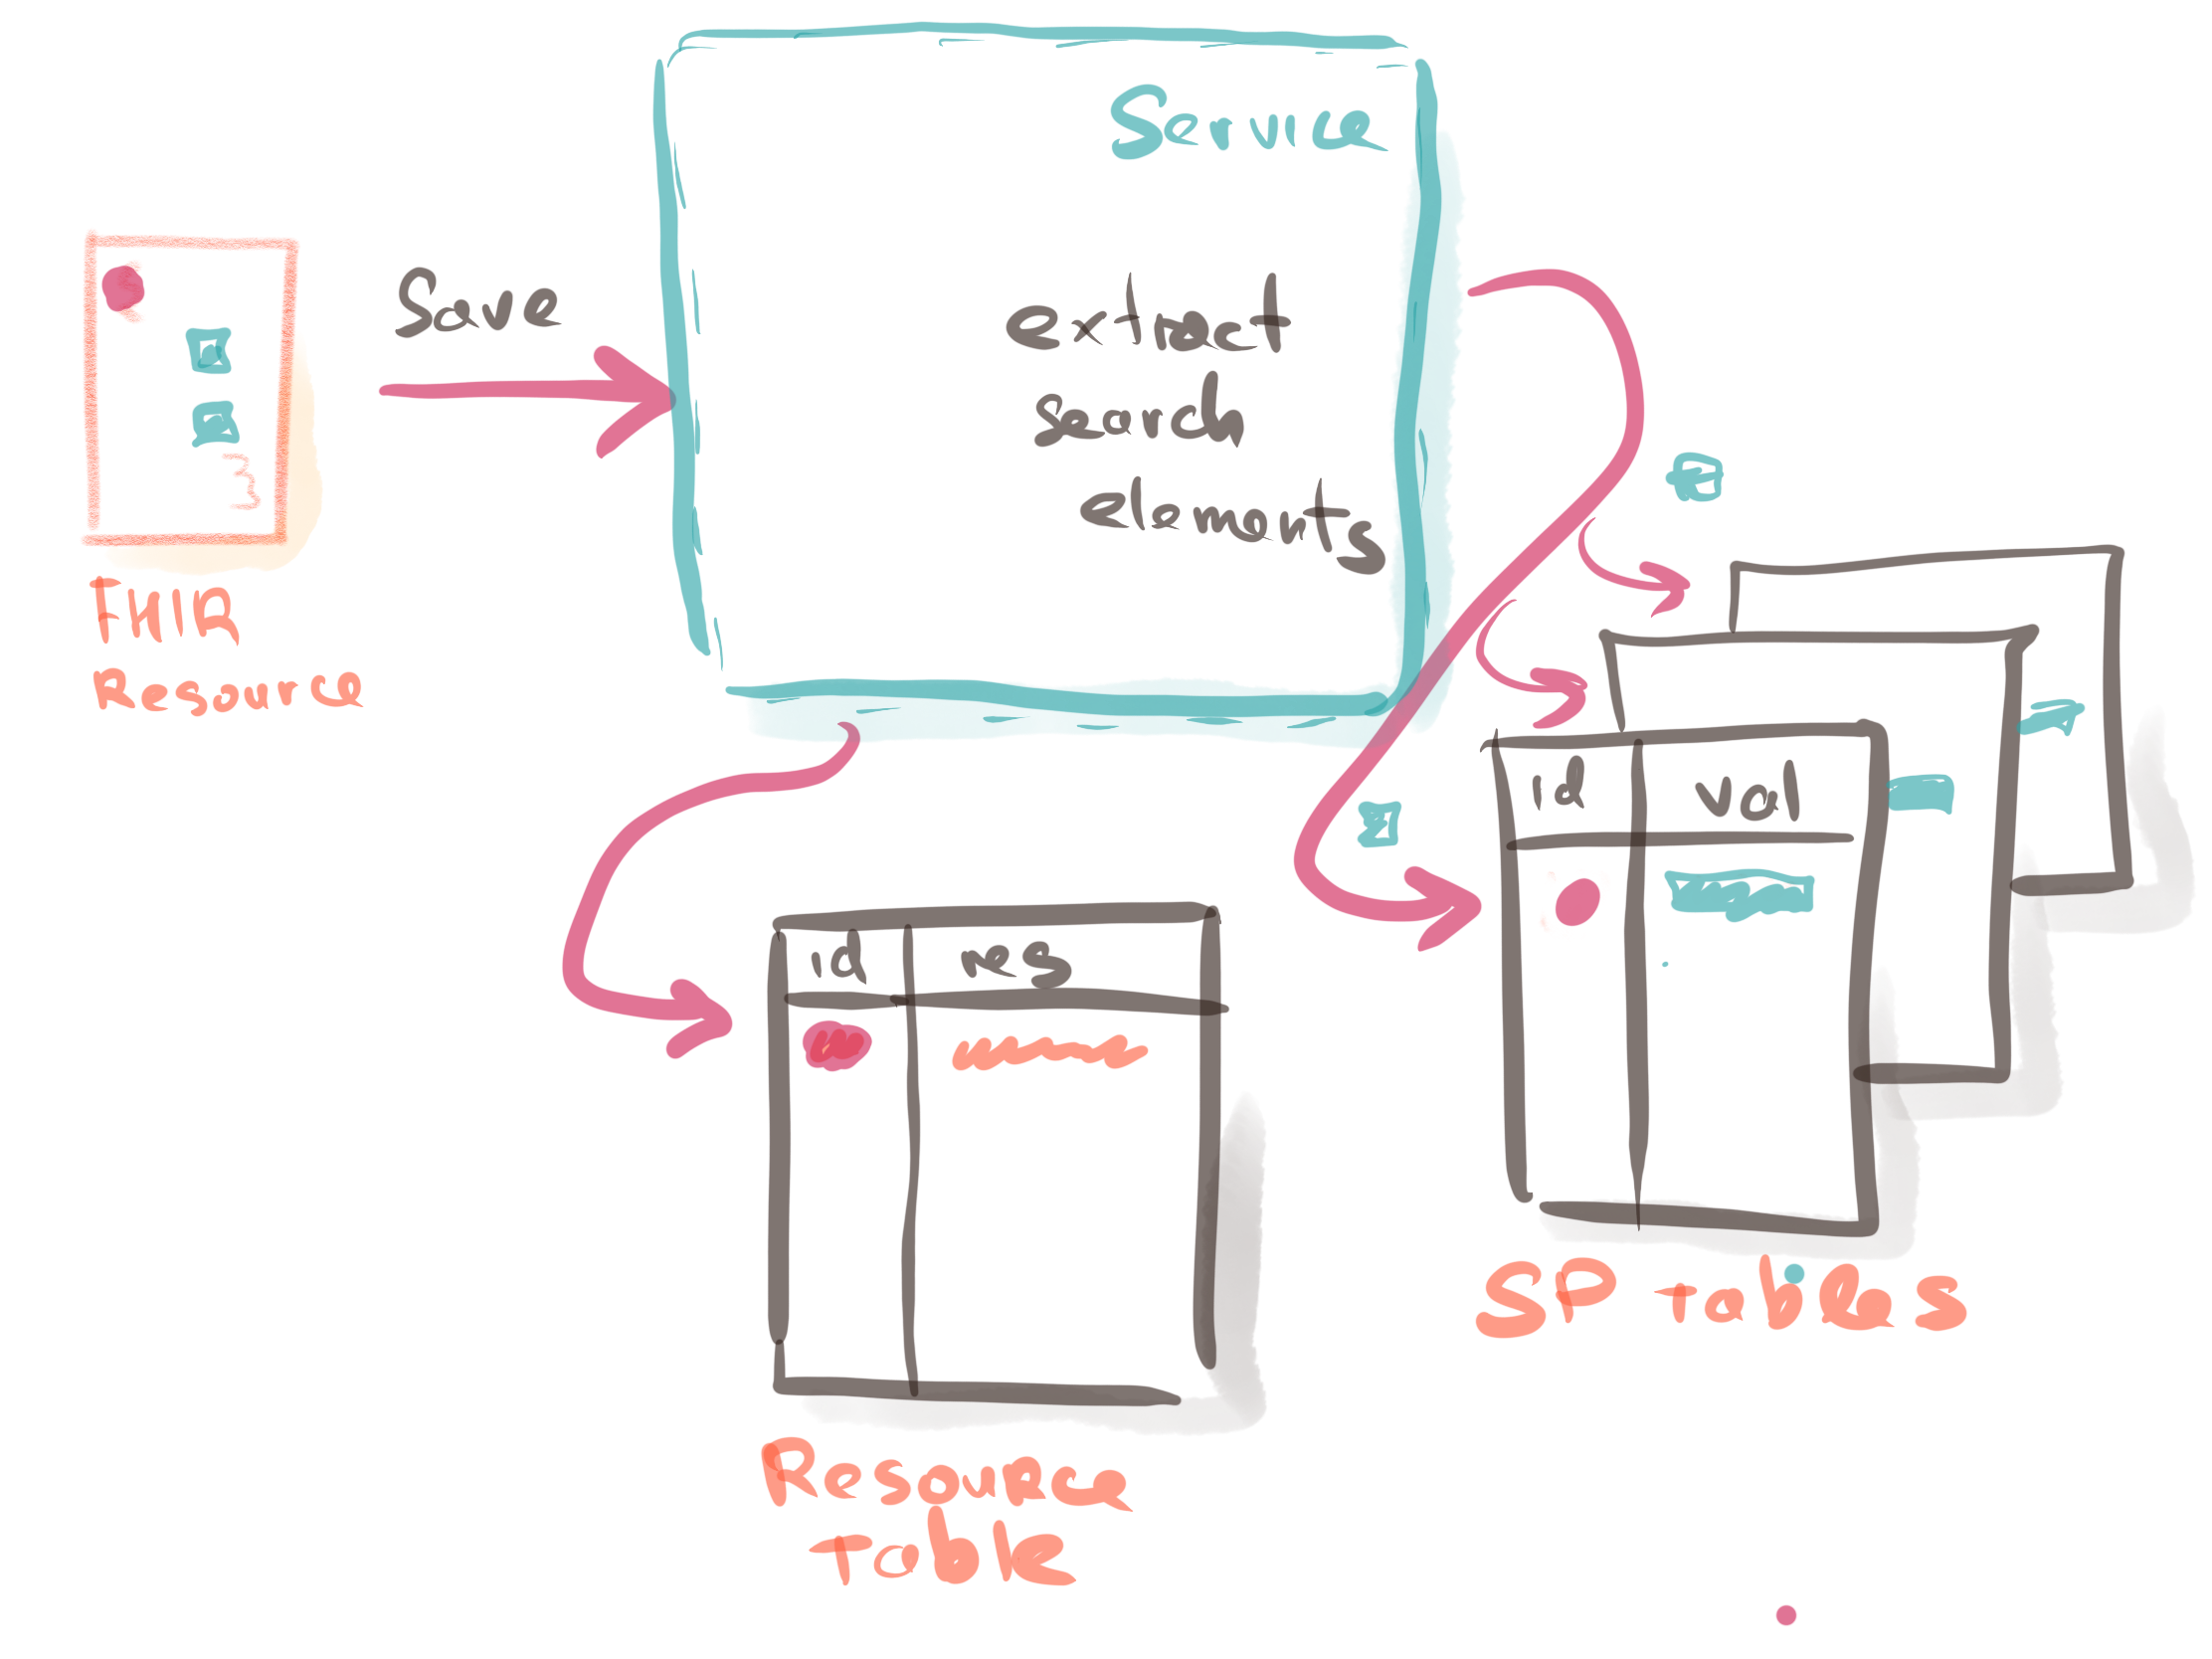 Service
Save
extract
search
elements
FHIR
Resource
id val
id res
SP tables
Resource
table